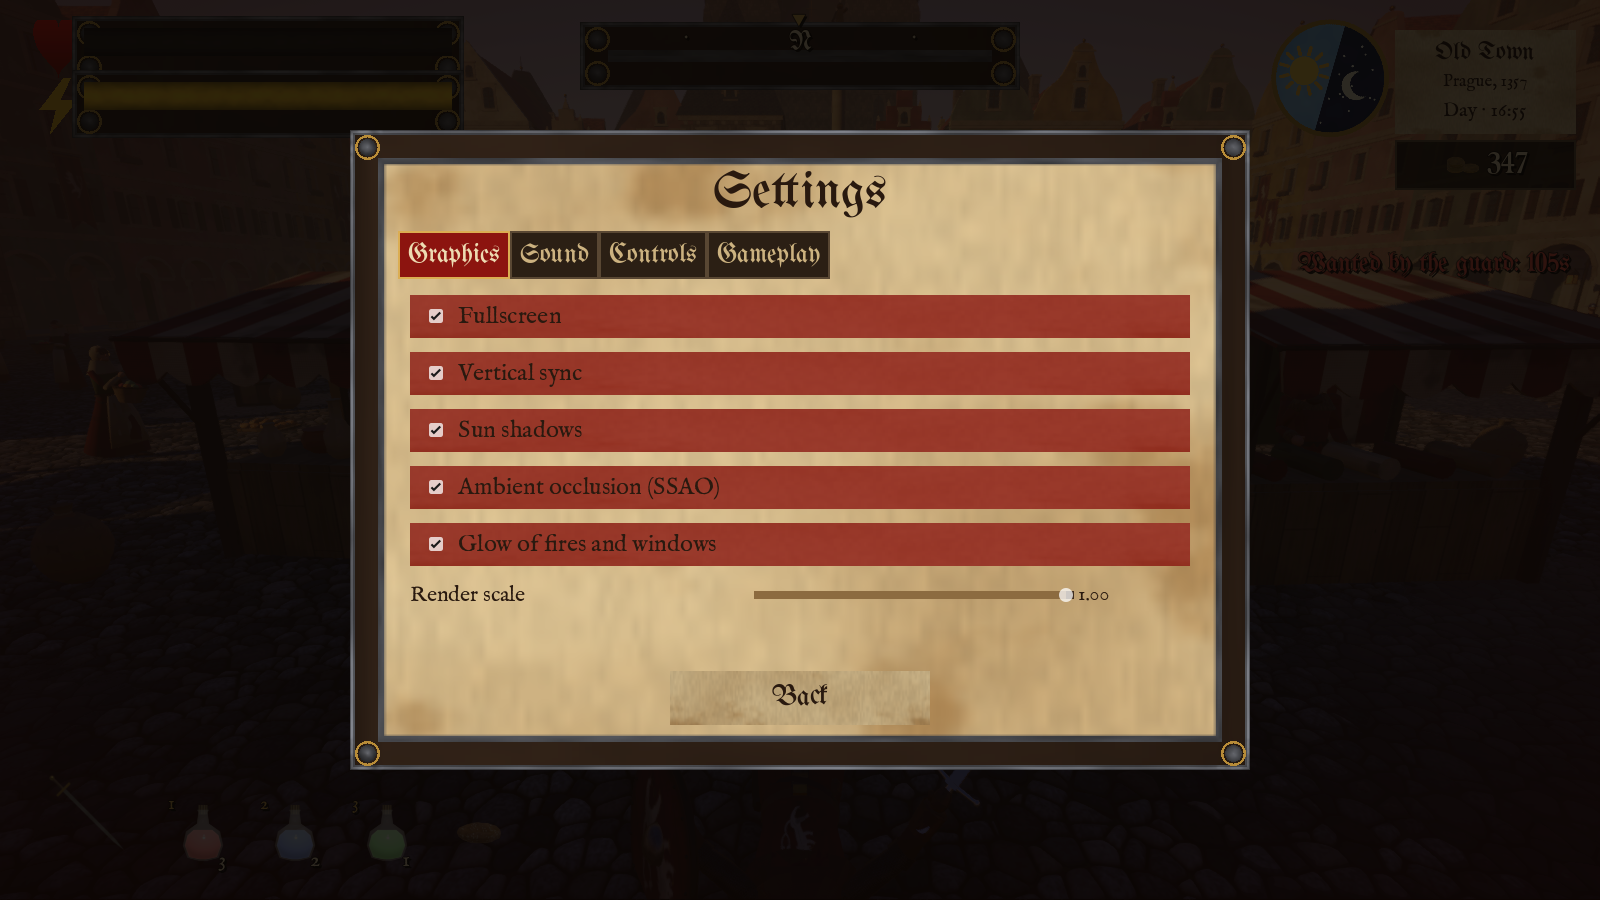 N
Old Town
Prague, 1357
Day · 16:55
347
Settings
Graphics Sound Controls Gameplay
Wanted by the guard: 105s
Fullscreen
Vertical sync
Sun shadows
Ambient occlusion (SSAO)
Glow of fires and windows
Render scale 1.00
Back
1 2 3
3 2 1